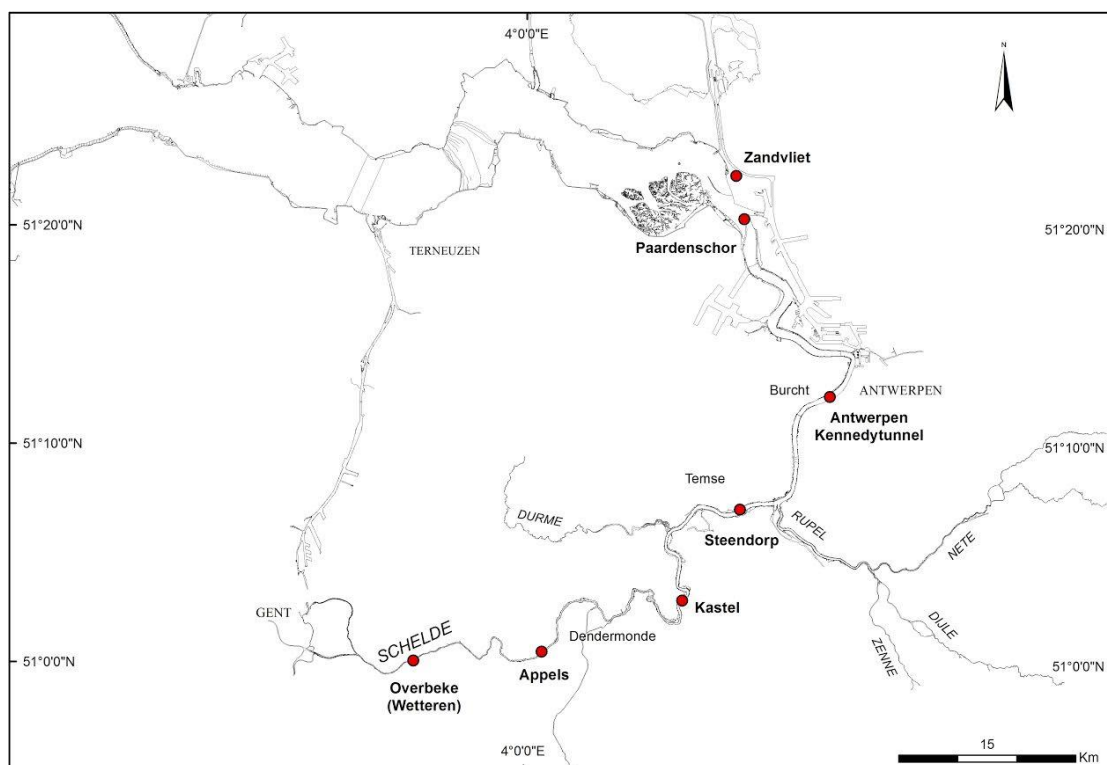 4°0'0"E
N
Zandvliet
51°20'0"N
51°20'0"N
Paardenschor
TERNEUZEN
Burcht
ANTWERPEN
Antwerpen
Kennedytunnel
51°10'0"N
51°10'0"N
Temse
DURME
Steendorp
RUPEL
NETE
Kastel
GENT
SCHELDE
Dendermonde
DIJLE
ZENNE
51°0'0"N
51°0'0"N
Appels
Overbeke
(Wetteren)
4°0'0"E
15
Km